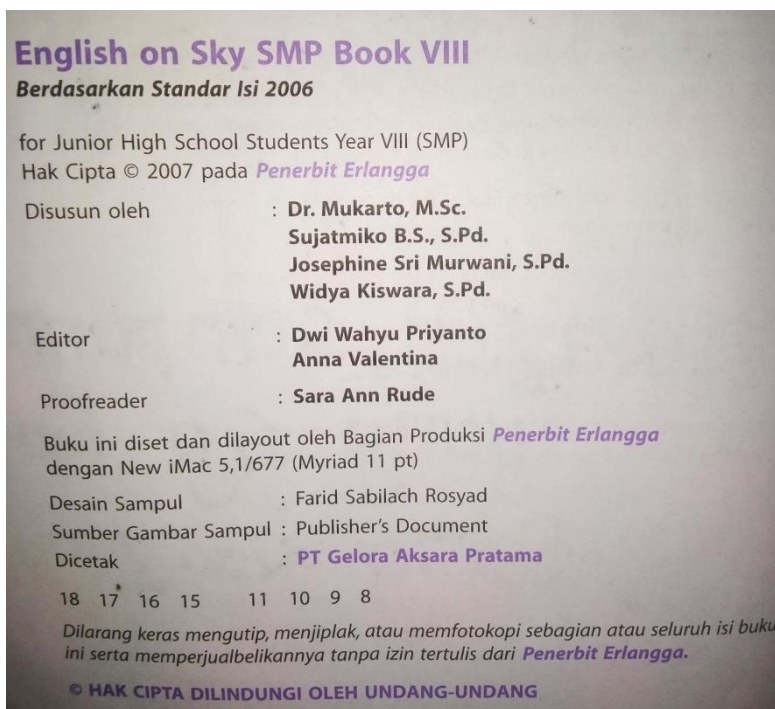 English on Sky SMP Book VIII
Berdasarkan Standar Isi 2006
for Junior High School Students Year VIII (SMP)
Hak Cipta © 2007 pada Penerbit Erlangga
Disusun oleh : Dr. Mukarto, M.Sc.
Sujatmiko B.S., S.Pd.
Josephine Sri Murwani, S.Pd.
Widya Kiswara, S.Pd.
Editor : Dwi Wahyu Priyanto
Anna Valentina
Proofreader : Sara Ann Rude
Buku ini diset dan dilayout oleh Bagian Produksi Penerbit Erlangga
dengan New iMac 5,1/677 (Myriad 11 pt)
Desain Sampul : Farid Sabilach Rosyad
Sumber Gambar Sampul : Publisher's Document
Dicetak : PT Gelora Aksara Pratama
18 17 16 15 11 10 9 8
Dilarang keras mengutip, menjiplak, atau memfotokopi sebagian atau seluruh isi buku
ini serta memperjualbelikannya tanpa izin tertulis dari Penerbit Erlangga.
© HAK CIPTA DILINDUNGI OLEH UNDANG-UNDANG